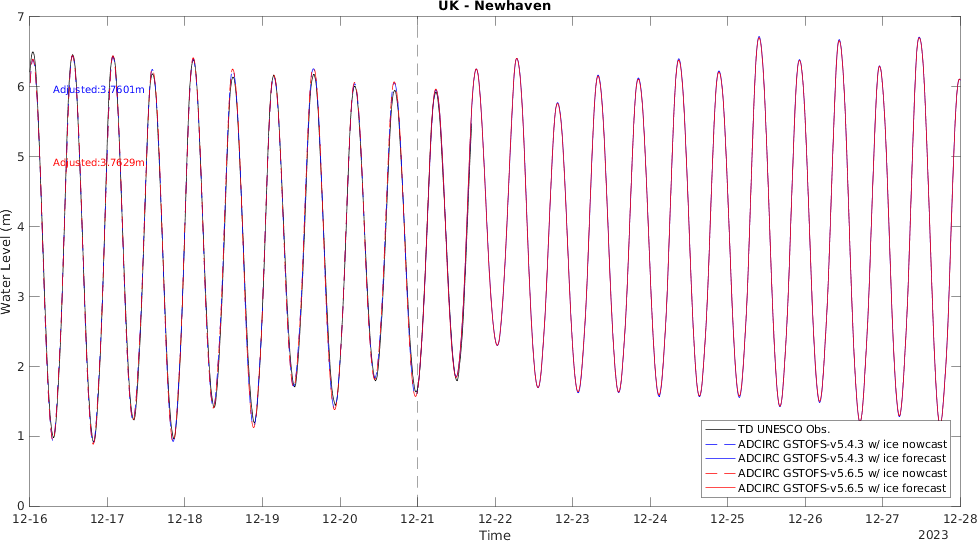 UK - Newhaven
7
6
5
4
3
2
1
0
Water Level (m)
Adjusted:3.7601m
Adjusted:3.7629m
TD UNESCO Obs.
ADCIRC GSTOFS-v5.4.3 w/ ice nowcast
ADCIRC GSTOFS-v5.4.3 w/ ice forecast
ADCIRC GSTOFS-v5.6.5 w/ ice nowcast
ADCIRC GSTOFS-v5.6.5 w/ ice forecast
12-16 12-17 12-18 12-19 12-20 12-21 12-22 12-23 12-24 12-25 12-26 12-27 12-28
Time
2023